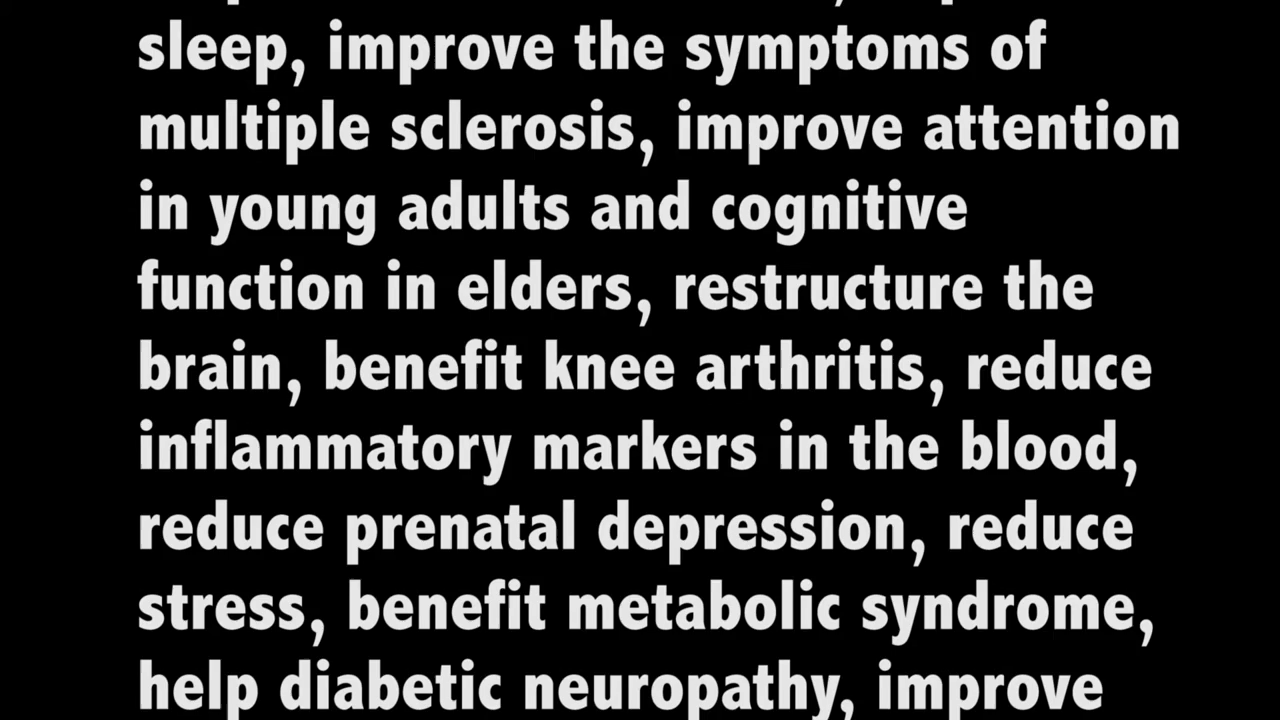 sleep, improve the symptoms of
multiple sclerosis, improve attention
in young adults and cognitive
function in elders, restructure the
brain, benefit knee arthritis, reduce
inflammatory markers in the blood,
reduce prenatal depression, reduce
stress, benefit metabolic syndrome,
help diabetic neuropathy, improve